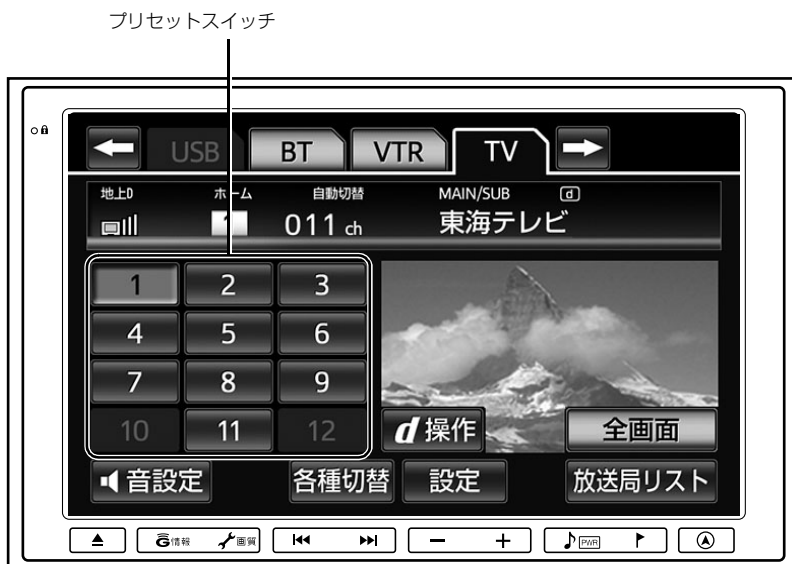 プリセットスイッチ
USB BT VTR TV
地上D ホーム 自動切替 MAIN/SUB d
1 011 ch 東海テレビ
1 2 3
4 5 6
7 8 9
10 11 12
d 操作 全画面
音設定 各種切替 設定 放送局リスト
G情報 画質 − + PWR